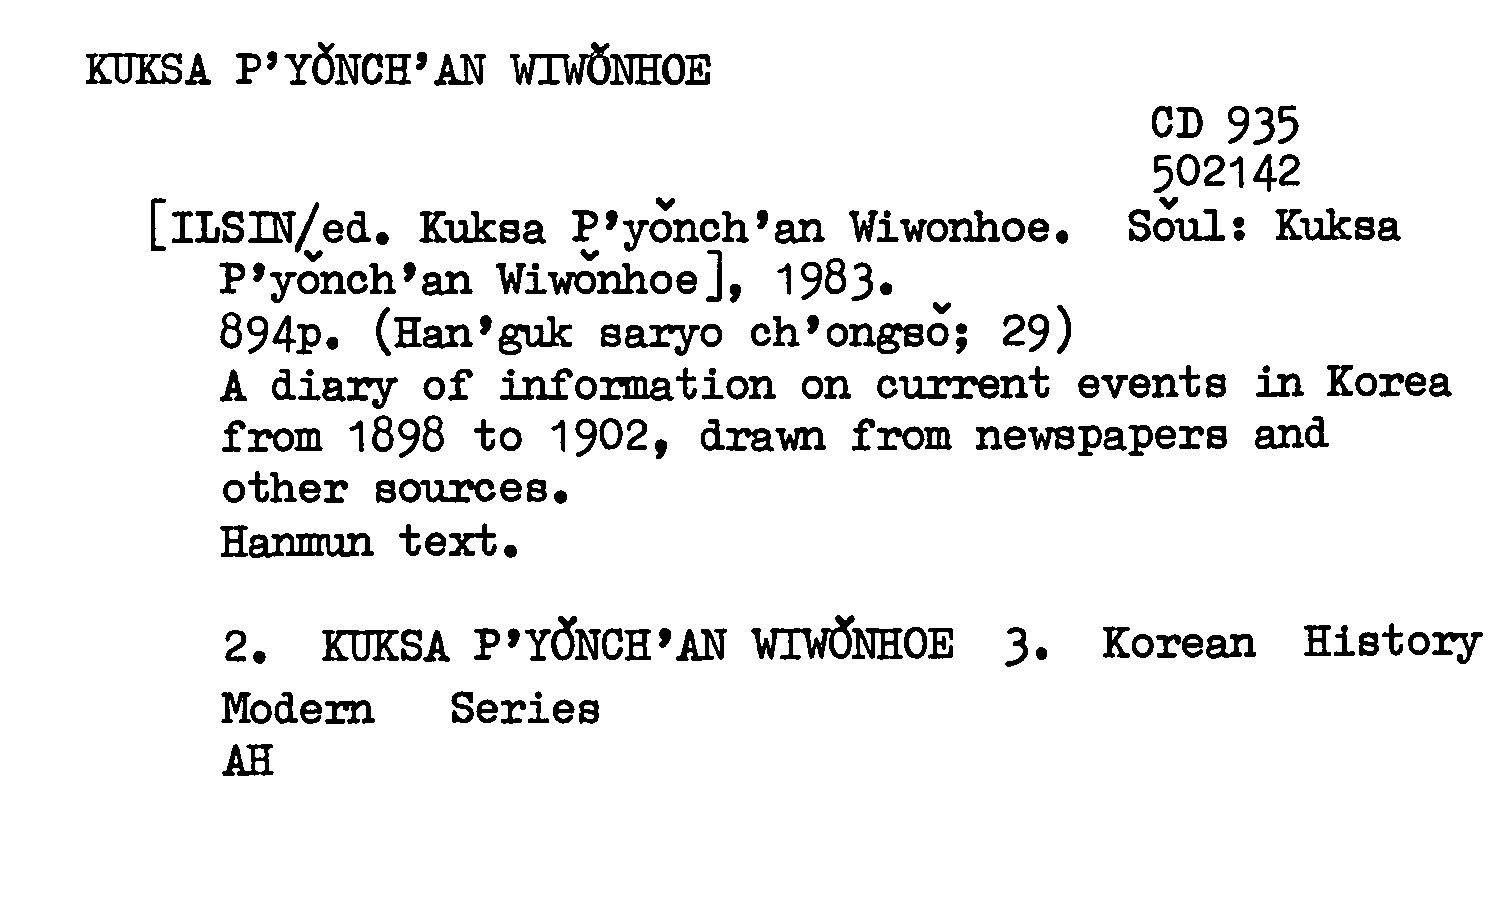 KUKSA P'YŎNCH'AN WIWŎNHOE
CD 935
502142
[ILSIN/ed. Kuksa P'yŏnch'an Wiwonhoe. Sŏul: Kuksa
P'yŏnch'an Wiwŏnhoe], 1983.
894p. (Han'guk saryo ch'ongsŏ; 29)
A diary of information on current events in Korea
from 1898 to 1902, drawn from newspapers and
other sources.
Hanmun text.
2. KUKSA P'YŎNCH'AN WIWŎNHOE 3. Korean History
Modern Series
AH